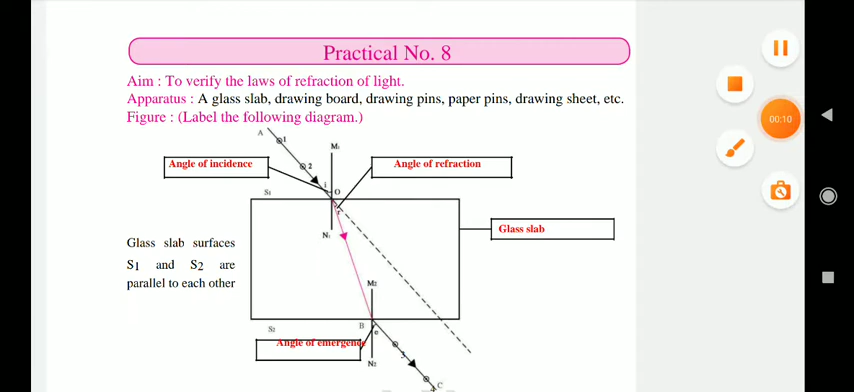 Practical No. 8
Aim : To verify the laws of refraction of light.
Apparatus : A glass slab, drawing board, drawing pins, paper pins, drawing sheet, etc.
Figure : (Label the following diagram.)
A
1
M1
Angle of incidence
2
Angle of refraction
i
O
S1
r
Glass slab
N1
Glass slab surfaces
S1 and S2 are
parallel to each other
M2
S2
B
e
Angle of emergence
3
N2
4
C
00:10